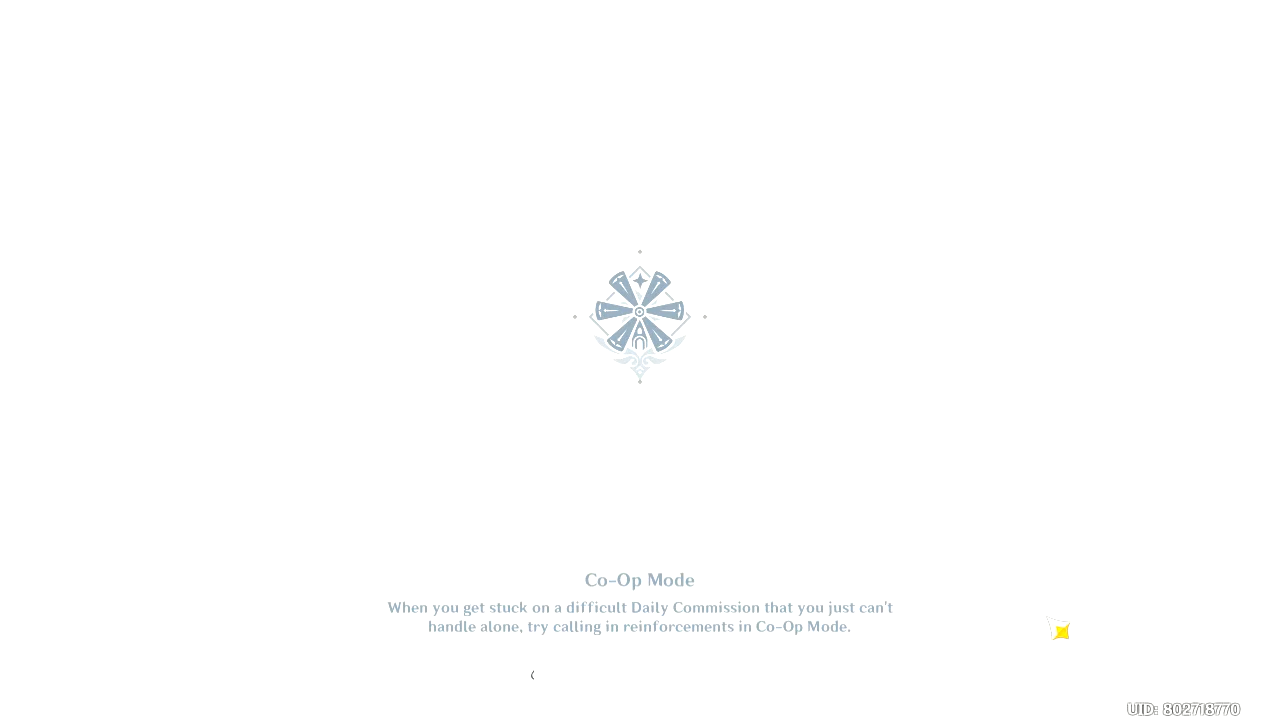 Co-Op Mode
When you get stuck on a difficult Daily Commission that you just can't
handle alone, try calling in reinforcements in Co-Op Mode.
UID: 802718770